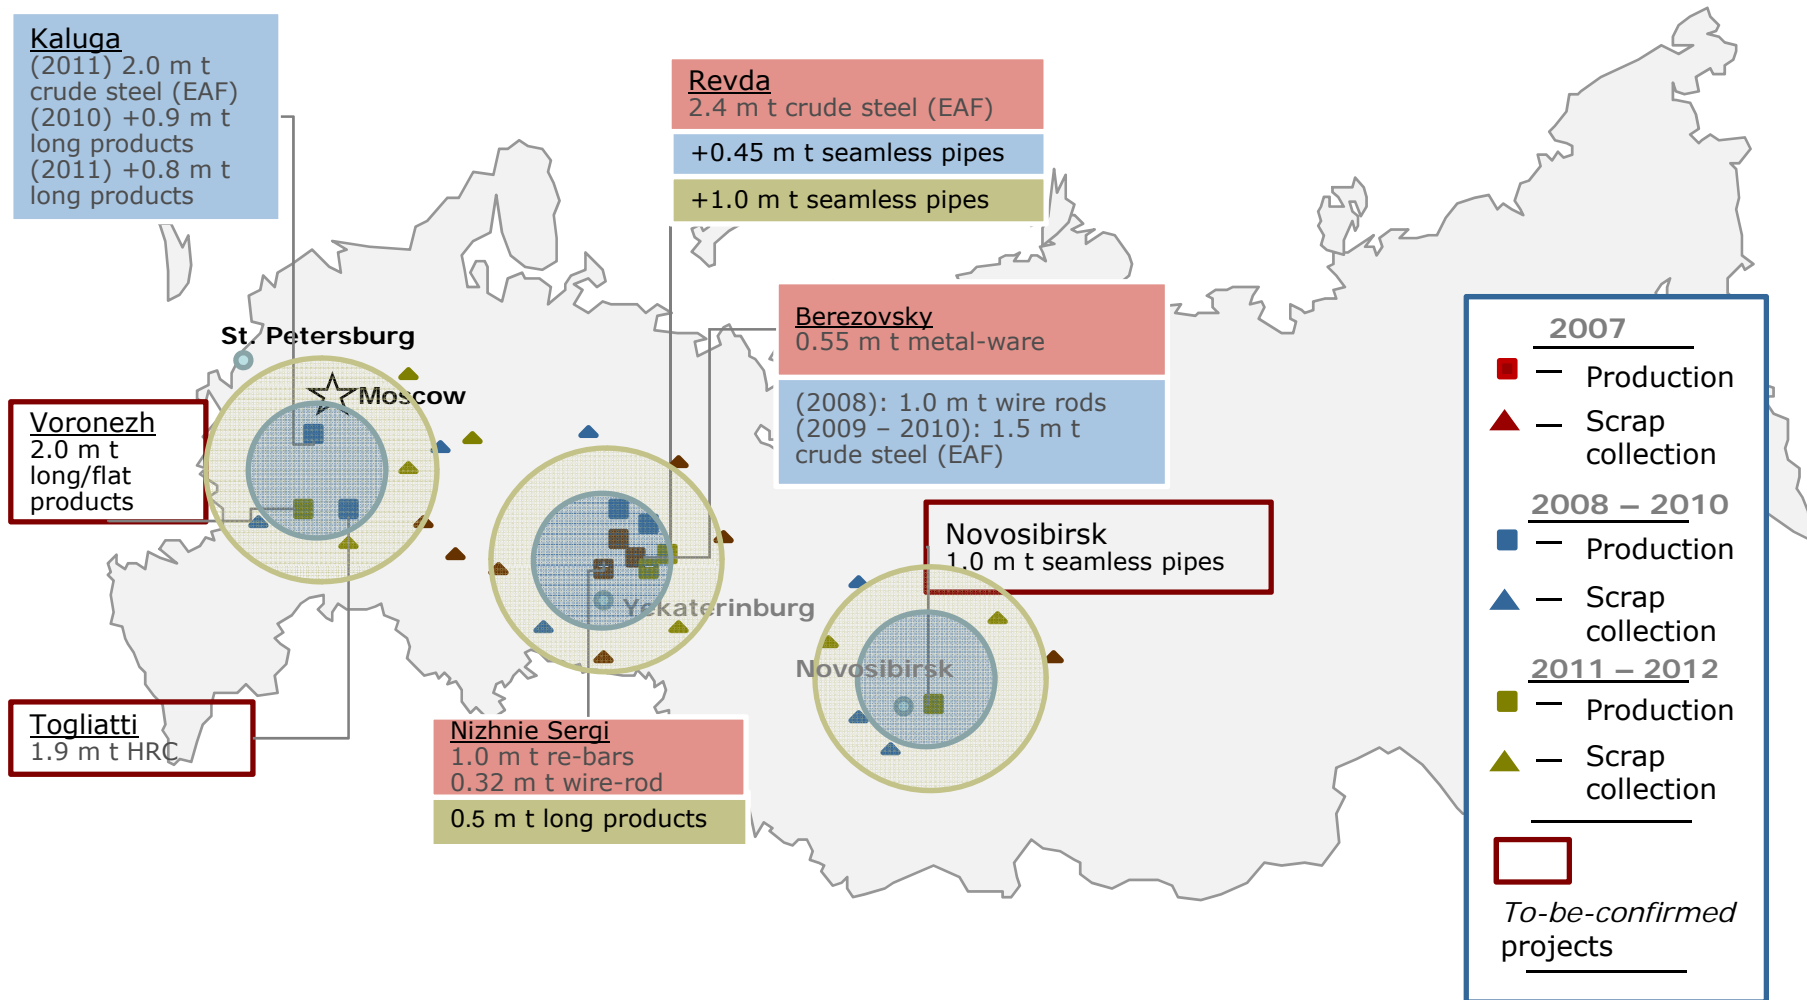 Kaluga
(2011) 2.0 m t
crude steel (EAF)
(2010) +0.9 m t
long products
(2011) +0.8 m t
long products
Revda
2.4 m t crude steel (EAF)
+0.45 m t seamless pipes
+1.0 m t seamless pipes
Berezovsky
0.55 m t metal-ware
(2008): 1.0 m t wire rods
(2009 – 2010): 1.5 m t
crude steel (EAF)
St. Petersburg
Moscow
Voronezh
2.0 m t
long/flat
products
Novosibirsk
1.0 m t seamless pipes
Yekaterinburg
Novosibirsk
Togliatti
1.9 m t HRC
Nizhnie Sergi
1.0 m t re-bars
0.32 m t wire-rod
0.5 m t long products
2007
— Production
— Scrap
collection
2008 – 2010
— Production
— Scrap
collection
2011 – 2012
— Production
— Scrap
collection
To-be-confirmed
projects